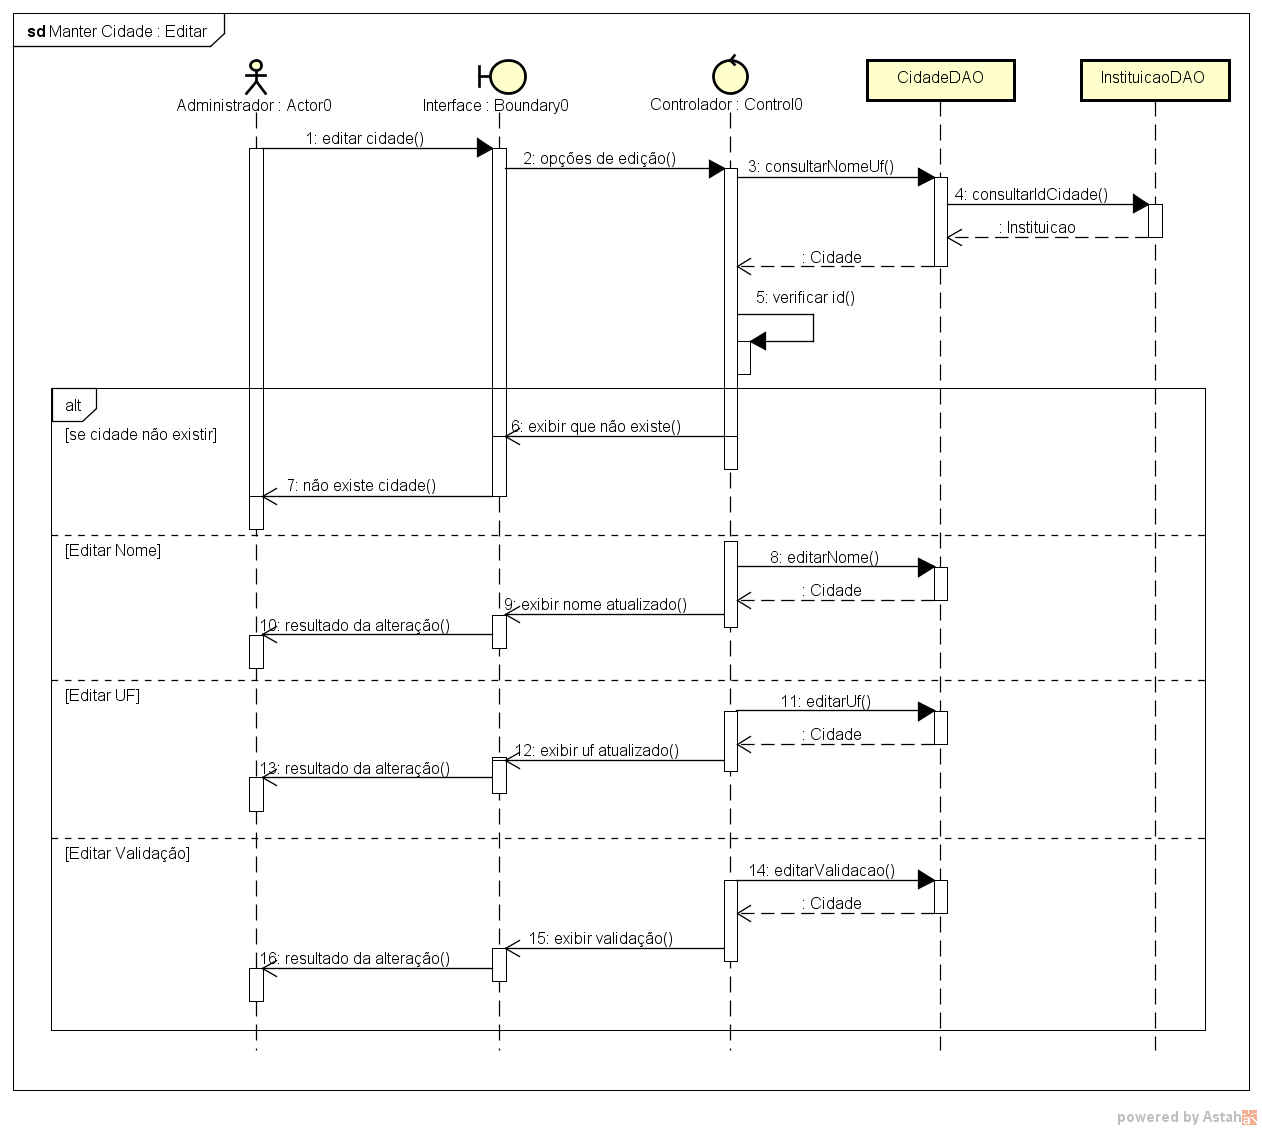 sd Manter Cidade : Editar
Administrador : Actor0
Interface : Boundary0
Controlador : Control0
CidadeDAO
InstituicaoDAO
1: editar cidade()
2: opções de edição()
3: consultarNomeUf()
4: consultarIdCidade()
: Instituicao
: Cidade
5: verificar id()
alt
[se cidade não existir]
6: exibir que não existe()
7: não existe cidade()
[Editar Nome]
8: editarNome()
: Cidade
9: exibir nome atualizado()
10: resultado da alteração()
[Editar UF]
11: editarUf()
: Cidade
12: exibir uf atualizado()
13: resultado da alteração()
[Editar Validação]
14: editarValidacao()
: Cidade
15: exibir validação()
16: resultado da alteração()
powered by Astah